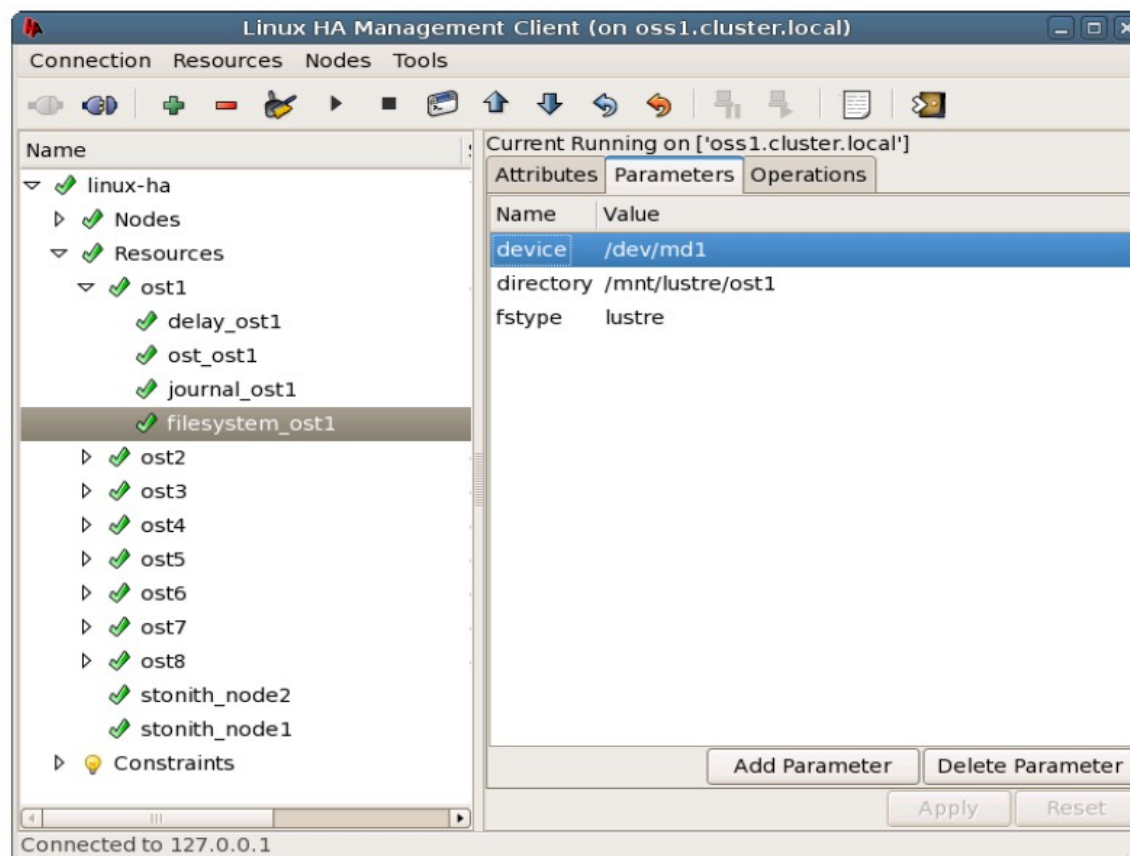 Linux HA Management Client (on oss1.cluster.local)
Connection Resources Nodes Tools
Name
linux-ha
Nodes
Resources
ost1
delay_ost1
ost_ost1
journal_ost1
filesystem_ost1
ost2
ost3
ost4
ost5
ost6
ost7
ost8
stonith_node2
stonith_node1
Constraints
Current Running on ['oss1.cluster.local']
Attributes Parameters Operations
Name Value
device /dev/md1
directory /mnt/lustre/ost1
fstype lustre
Add Parameter Delete Parameter
Apply Reset
Connected to 127.0.0.1